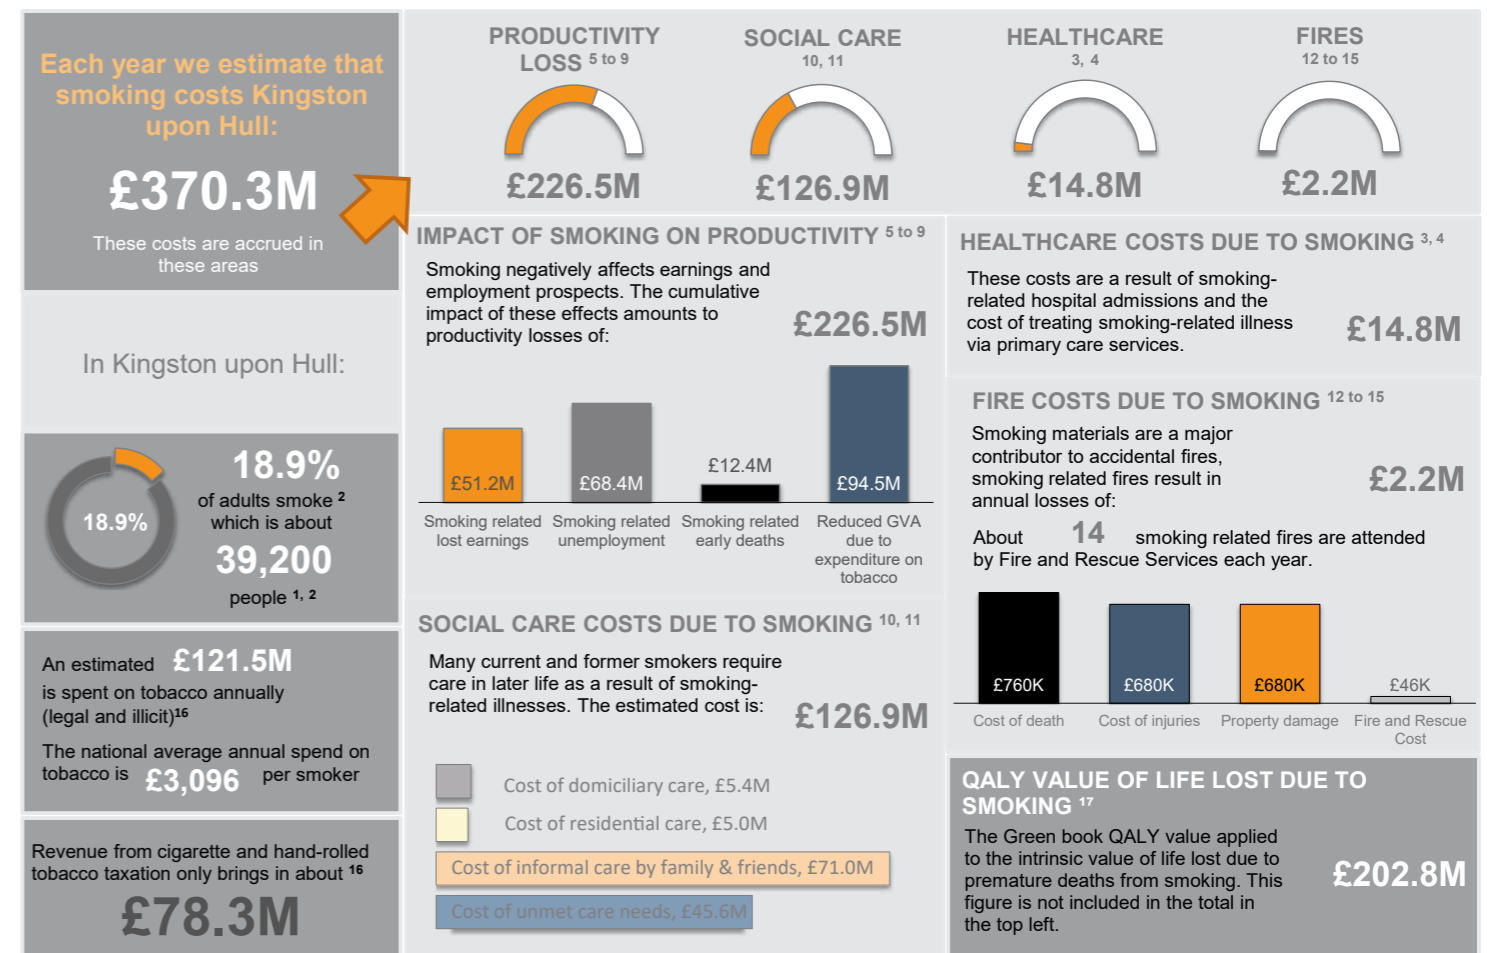 Each year we estimate that
smoking costs Kingston
upon Hull:
£370.3M
These costs are accrued in
these areas
PRODUCTIVITY
LOSS 5 to 9
£226.5M
SOCIAL CARE
10, 11
£126.9M
HEALTHCARE
3, 4
£14.8M
FIRES
12 to 15
£2.2M
In Kingston upon Hull:
18.9%
18.9%
of adults smoke 2
which is about
39,200
people 1, 2
An estimated £121.5M
is spent on tobacco annually
(legal and illicit)16
The national average annual spend on
tobacco is £3,096 per smoker
Revenue from cigarette and hand-rolled
tobacco taxation only brings in about 16
£78.3M
IMPACT OF SMOKING ON PRODUCTIVITY 5 to 9
Smoking negatively affects earnings and
employment prospects. The cumulative
impact of these effects amounts to
productivity losses of:
£226.5M
£51.2M
£68.4M
£12.4M
£94.5M
Smoking related
lost earnings
Smoking related
unemployment
Smoking related
early deaths
Reduced GVA
due to
expenditure on
tobacco
SOCIAL CARE COSTS DUE TO SMOKING 10, 11
Many current and former smokers require
care in later life as a result of smoking-
related illnesses. The estimated cost is:
£126.9M
Cost of domiciliary care, £5.4M
Cost of residential care, £5.0M
Cost of informal care by family & friends, £71.0M
Cost of unmet care needs, £45.6M
HEALTHCARE COSTS DUE TO SMOKING 3, 4
These costs are a result of smoking-
related hospital admissions and the
cost of treating smoking-related illness
via primary care services.
£14.8M
FIRE COSTS DUE TO SMOKING 12 to 15
Smoking materials are a major
contributor to accidental fires,
smoking related fires result in
annual losses of:
£2.2M
About 14 smoking related fires are attended
by Fire and Rescue Services each year.
£760K
£680K
£680K
£46K
Cost of death
Cost of injuries
Property damage
Fire and Rescue
Cost
QALY VALUE OF LIFE LOST DUE TO
SMOKING 17
The Green book QALY value applied
to the intrinsic value of life lost due to
premature deaths from smoking. This
figure is not included in the total in
the top left.
£202.8M